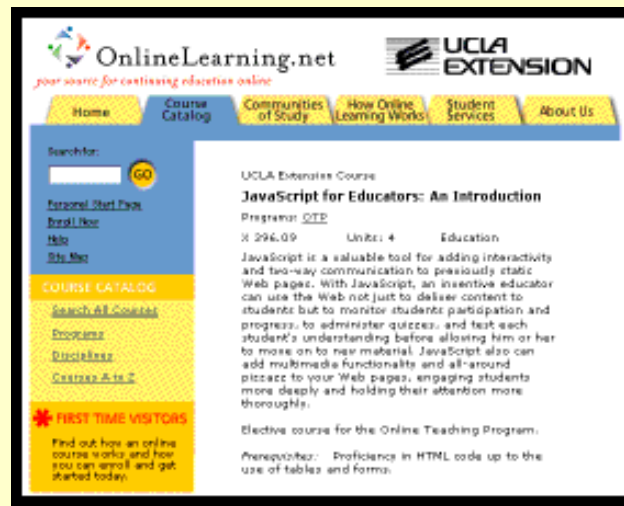 OnlineLearning.net
your source for continuing education online
UCLA
EXTENSION
Home
Course
Catalog
Communities
of Study
How Online
Learning Works
Student
Services
About Us
Search for:
GO
Personal Start Page
Enroll Now
Help
Site Map
COURSE CATALOG
Search All Courses
Programs
Disciplines
Courses A to Z
FIRST TIME VISITORS
Find out how an online
course works and how
you can enroll and get
started today.
UCLA Extension Course
JavaScript for Educators: An Introduction
Programs: OTP
X 396.09 Units: 4 Education
JavaScript is a valuable tool for adding interactivity
and two-way communication to previously static
Web pages. With JavaScript, an inventive educator
can use the Web not just to deliver content to
students but to monitor students participation and
progress, to administer quizzes, and test each
student's understanding before allowing him or her
to move on to new material. JavaScript also can
add multimedia functionality and all-around
pizzazz to your Web pages, engaging students
more deeply and holding their attention more
thoroughly.
Elective course for the Online Teaching Program.
Prerequisites: Proficiency in HTML code up to the
use of tables and forms.